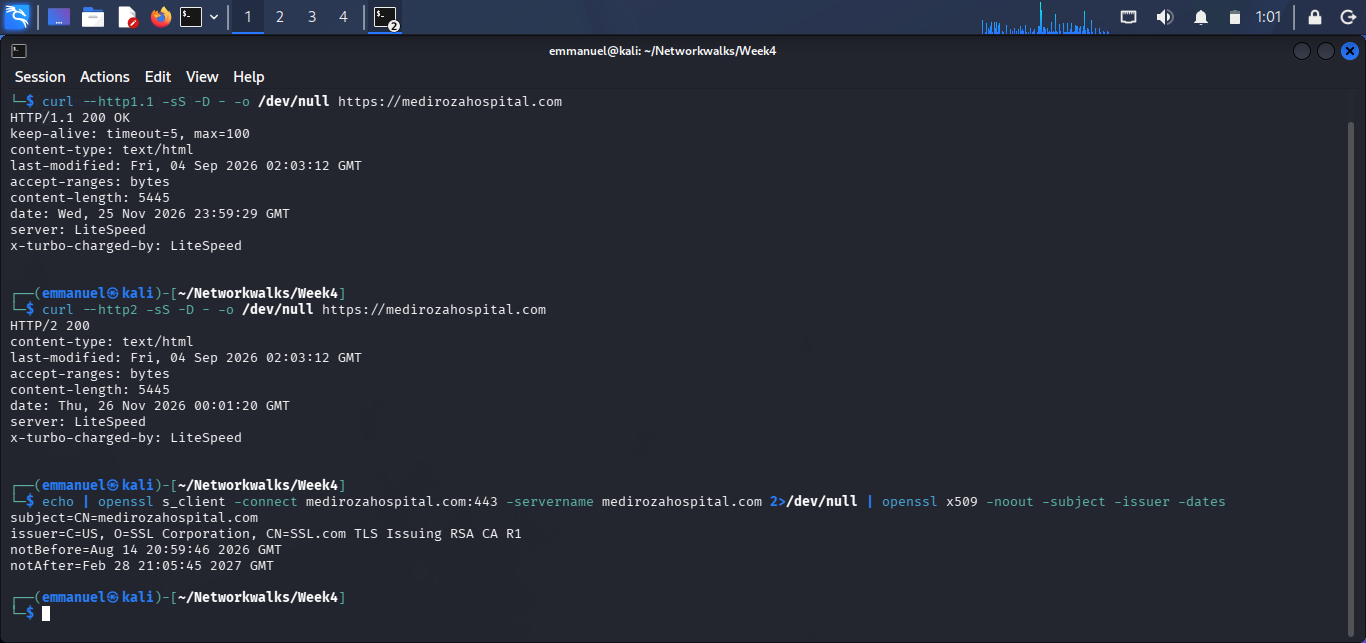 1 2 3 4 2 1:01
emmanuel@kali: ~/Networkwalks/Week4
Session Actions Edit View Help
└─$ curl --http1.1 -sS -D - -o /dev/null https://medirozahospital.com
HTTP/1.1 200 OK
keep-alive: timeout=5, max=100
content-type: text/html
last-modified: Fri, 04 Sep 2026 02:03:12 GMT
accept-ranges: bytes
content-length: 5445
date: Wed, 25 Nov 2026 23:59:29 GMT
server: LiteSpeed
x-turbo-charged-by: LiteSpeed
┌──(emmanuel㉿kali)-[~/Networkwalks/Week4]
└─$ curl --http2 -sS -D - -o /dev/null https://medirozahospital.com
HTTP/2 200
content-type: text/html
last-modified: Fri, 04 Sep 2026 02:03:12 GMT
accept-ranges: bytes
content-length: 5445
date: Thu, 26 Nov 2026 00:01:20 GMT
server: LiteSpeed
x-turbo-charged-by: LiteSpeed
┌──(emmanuel㉿kali)-[~/Networkwalks/Week4]
└─$ echo | openssl s_client -connect medirozahospital.com:443 -servername medirozahospital.com 2>/dev/null | openssl x509 -noout -subject -issuer -dates
subject=CN=medirozahospital.com
issuer=C=US, O=SSL Corporation, CN=SSL.com TLS Issuing RSA CA R1
notBefore=Aug 14 20:59:46 2026 GMT
notAfter=Feb 28 21:05:45 2027 GMT
┌──(emmanuel㉿kali)-[~/Networkwalks/Week4]
└─$